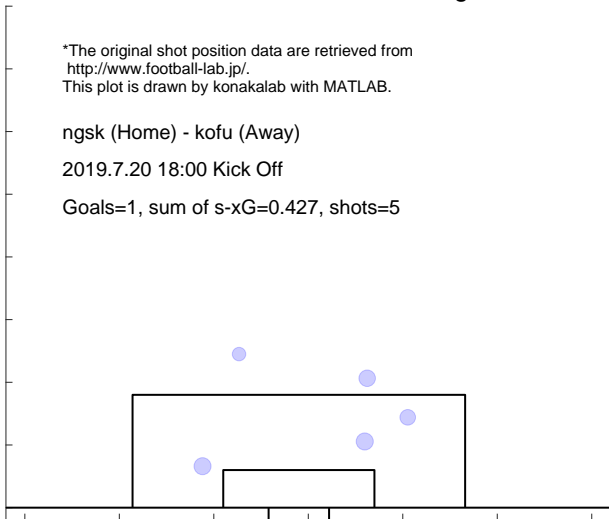 *The original shot position data are retrieved from
http://www.football-lab.jp/.
This plot is drawn by konakalab with MATLAB.
ngsk (Home) - kofu (Away)
2019.7.20 18:00 Kick Off
Goals=1, sum of s-xG=0.427, shots=5